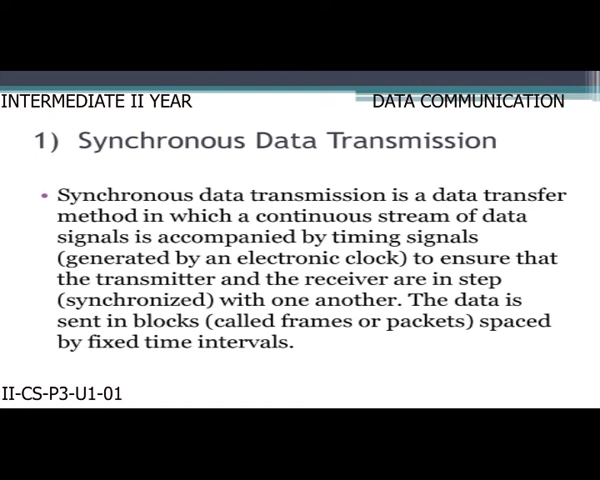 INTERMEDIATE II YEAR DATA COMMUNICATION
1) Synchronous Data Transmission
• Synchronous data transmission is a data transfer
method in which a continuous stream of data
signals is accompanied by timing signals
(generated by an electronic clock) to ensure that
the transmitter and the receiver are in step
(synchronized) with one another. The data is
sent in blocks (called frames or packets) spaced
by fixed time intervals.
II-CS-P3-U1-01